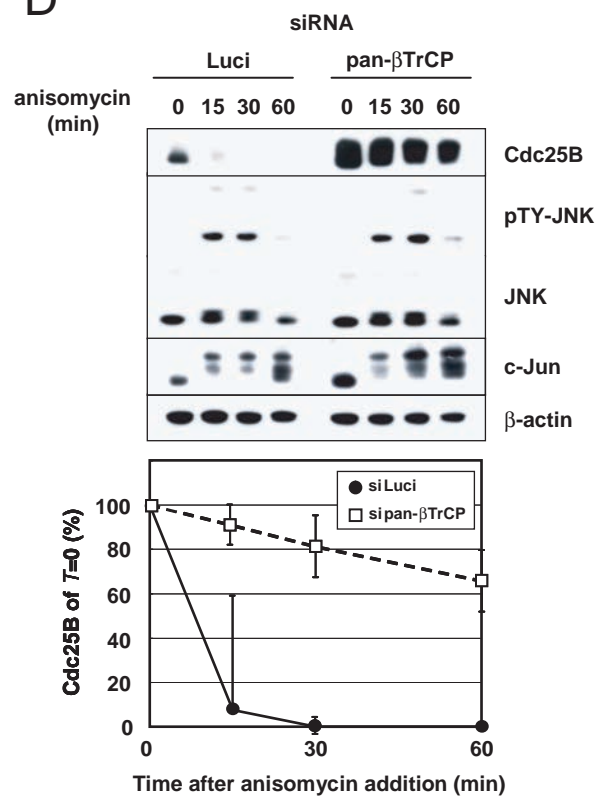 D
siRNA
Luci pan-βTrCP
anisomycin (min) 0 15 30 60 0 15 30 60
Cdc25B
pTY-JNK
JNK
c-Jun
β-actin
siLuci
sipan-βTrCP
Cdc25B of T=0 (%)
100
80
60
40
20
0
0 30 60
Time after anisomycin addition (min)